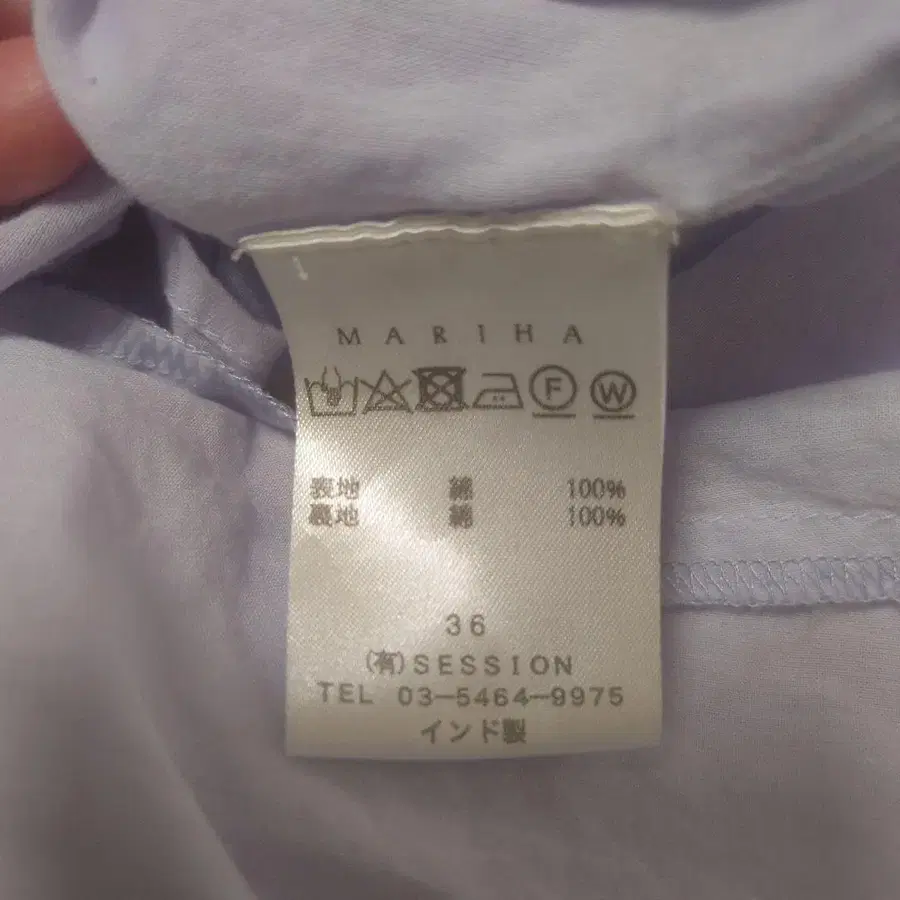 MARIHA
F W
表地 綿 100%
裏地 綿 100%
36
(有)SESSION
TEL 03-5464-9975
インド製